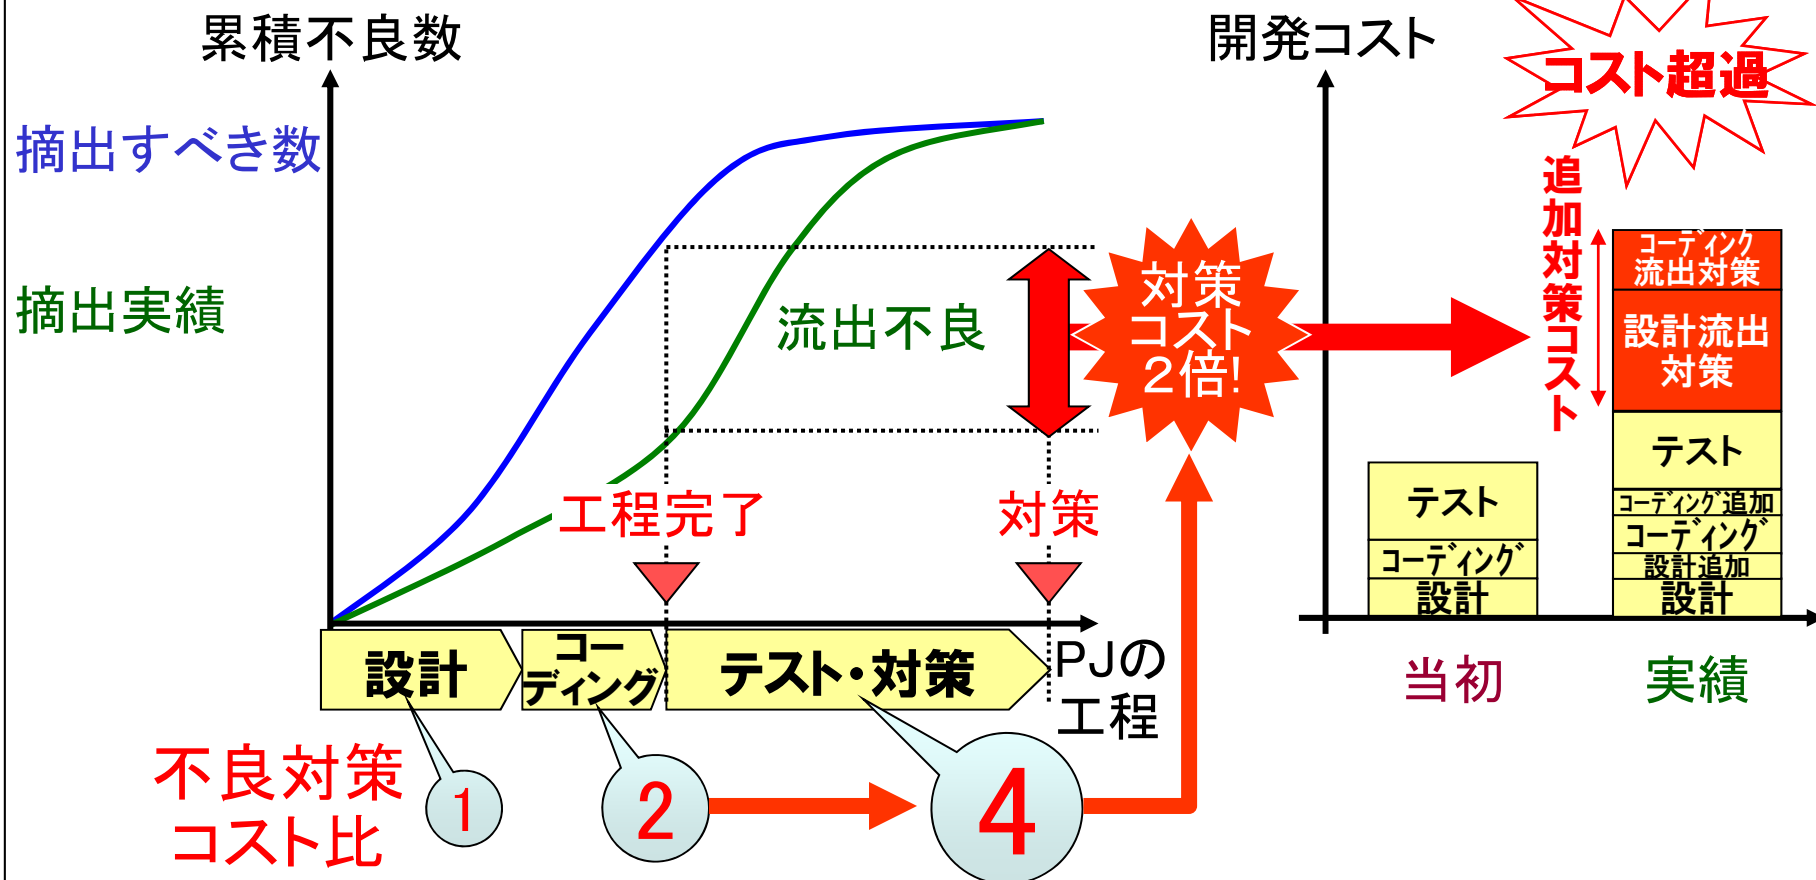 累積不良数
摘出すべき数
摘出実績
流出不良
工程完了
対策
対策
コスト
2倍!
設計
コー
ディング
テスト・対策
PJの
工程
不良対策
コスト比
1
2
4
開発コスト
コスト超過
追加対策コスト
テスト
コーディング
設計
当初
コーディング
流出対策
設計流出
対策
テスト
コーディング追加
コーディング
設計追加
設計
実績